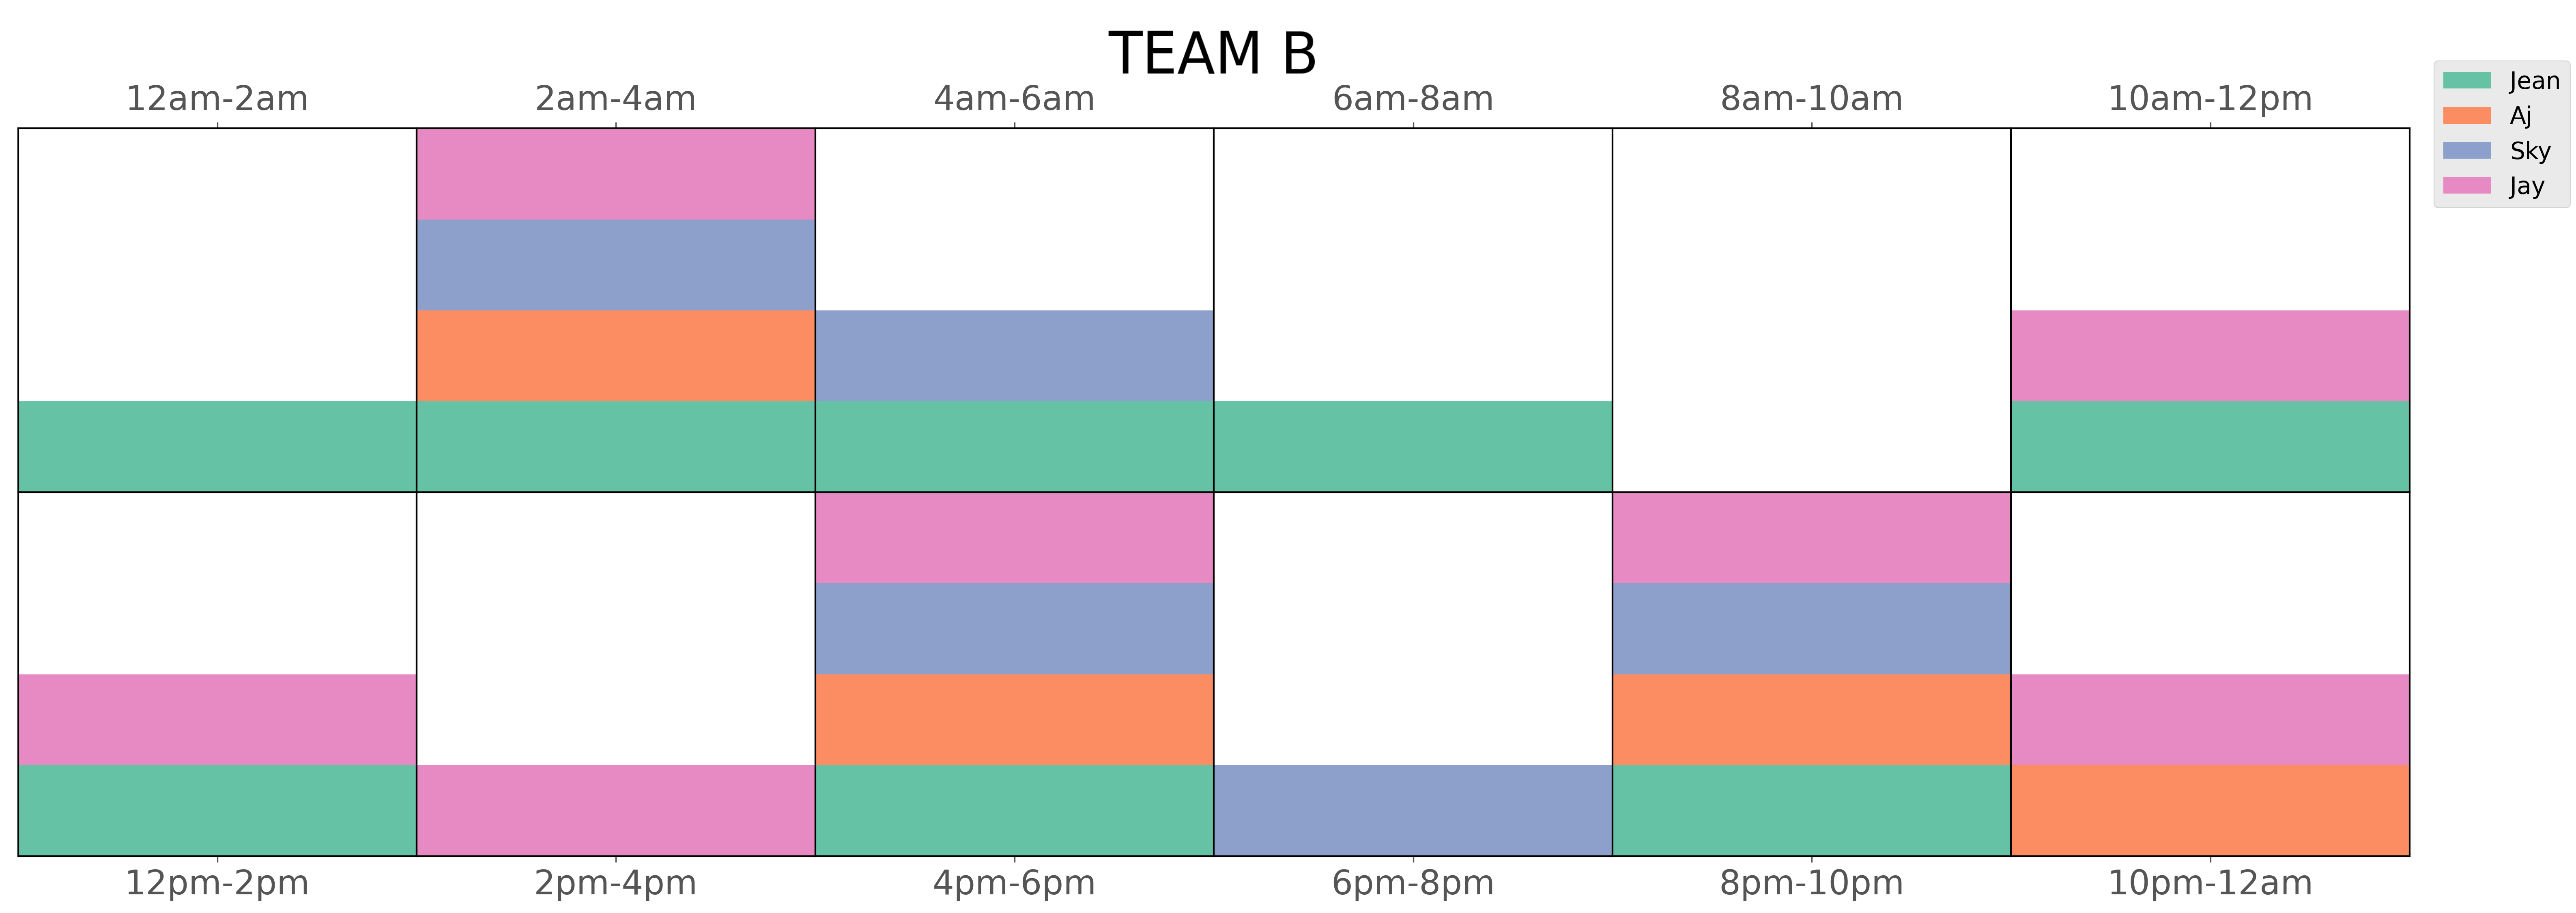 TEAM B
12am-2am 2am-4am 4am-6am 6am-8am 8am-10am 10am-12pm
Jean
Aj
Sky
Jay
12pm-2pm 2pm-4pm 4pm-6pm 6pm-8pm 8pm-10pm 10pm-12am